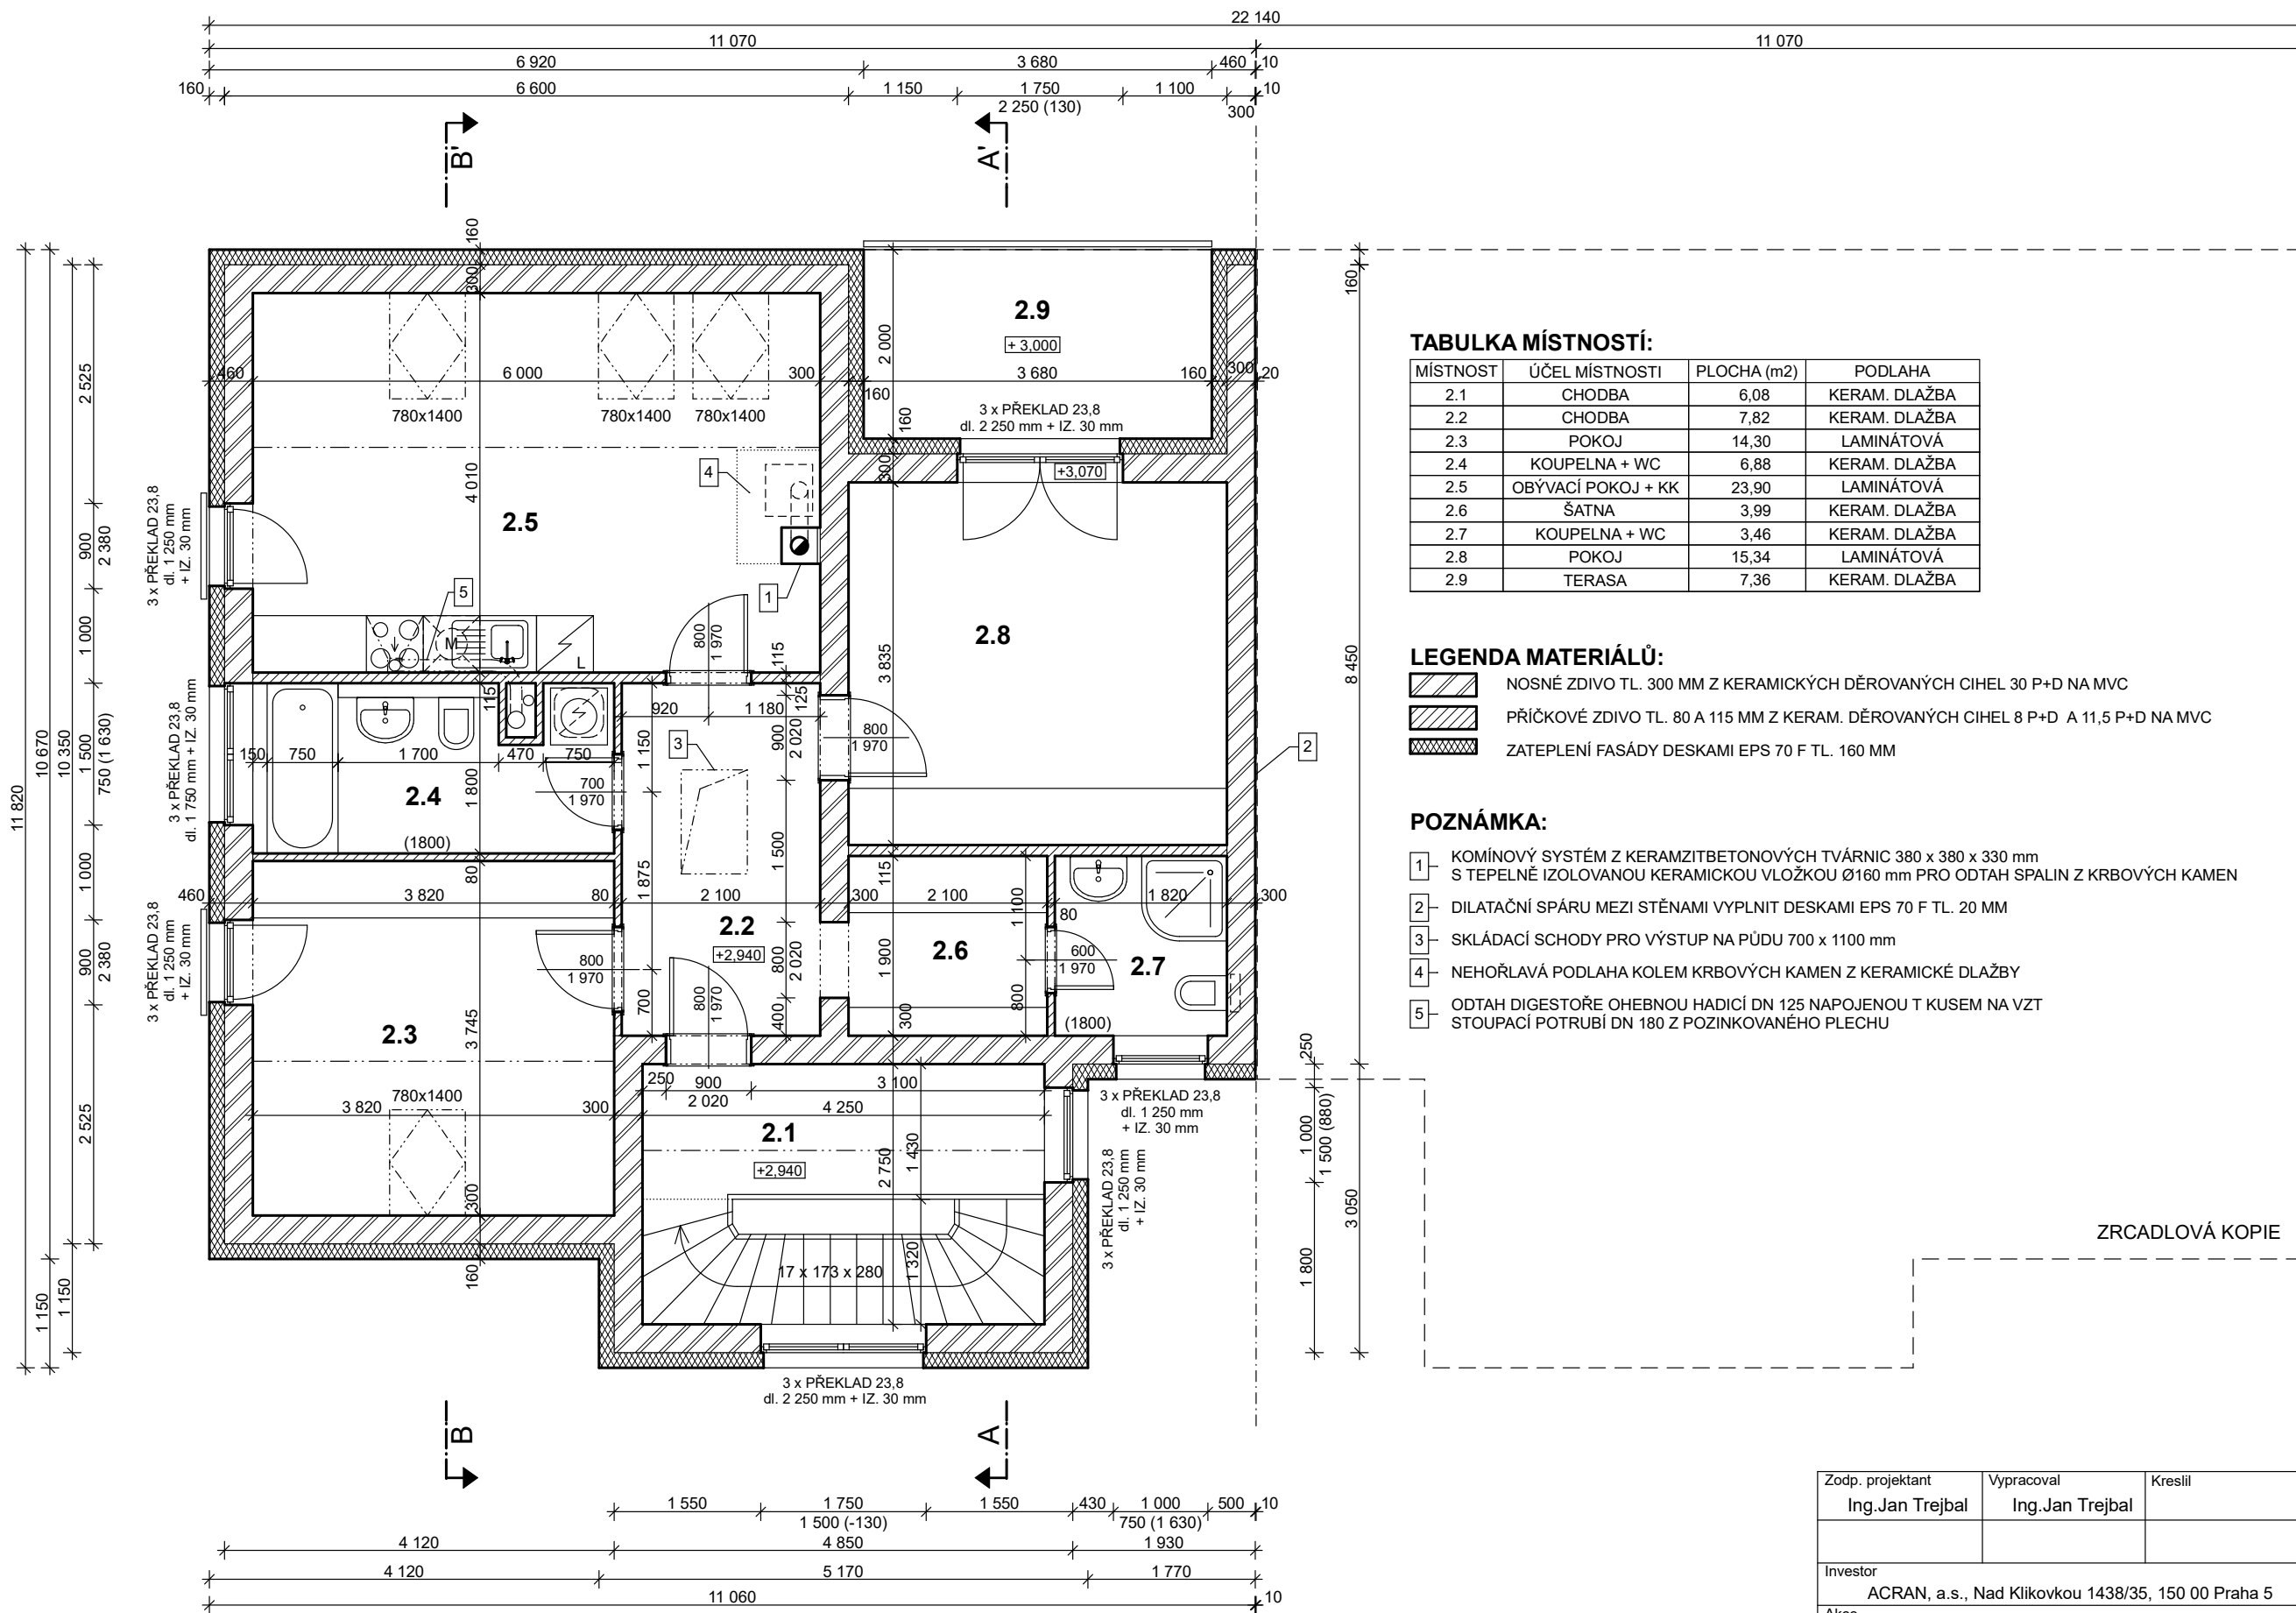 22 140
11 070
11 070
6 920
3 680
460
10
160
6 600
1 150
1 750
2 250 (130)
1 100
300
10
B'
A'
160
300
2.9
+ 3,000
2 000
3 680
160
300
20
160
160
460
6 000
300
780x1400
780x1400
780x1400
3 x PŘEKLAD 23,8
dl. 2 250 mm + IZ. 30 mm
300
+3,070
4 010
4
2.5
1
5
M
L
800
1 970
115
2.8
3 835
3 x PŘEKLAD 23,8
dl. 1 250 mm
+ IZ. 30 mm
3 x PŘEKLAD 23,8
dl. 1 750 mm + IZ. 30 mm
3 x PŘEKLAD 23,8
dl. 1 250 mm
+ IZ. 30 mm
11 820
10 670
10 350
2 525
900
2 380
1 000
1 500
750 (1 630)
1 000
900
2 380
2 525
1 150
1 150
115
920
1 180
125
900
2 020
800
1 970
2
150
750
1 700
470
750
1 150
3
700
1 970
2.4
1 800
(1800)
1 500
1 875
80
460
3 820
80
2 100
300
2 100
115
1 100
80
1 820
300
2.2
+2,940
800
2 020
1 900
2.6
600
1 970
2.7
800
1 970
700
800
1 970
400
300
800
(1800)
2.3
3 745
780x1400
3 820
300
300
160
250
900
2 020
3 100
4 250
2.1
+2,940
2 750
1 430
1 320
17 x 173 x 280
3 x PŘEKLAD 23,8
dl. 1 250 mm
+ IZ. 30 mm
3 x PŘEKLAD 23,8
dl. 1 250 mm
+ IZ. 30 mm
3 x PŘEKLAD 23,8
dl. 2 250 mm + IZ. 30 mm
160
8 450
250
1 000
1 500 (880)
1 800
3 050
B
A
1 550
1 750
1 500 (-130)
1 550
430
1 000
750 (1 630)
500
10
4 120
4 850
1 930
4 120
5 170
1 770
11 060
10
TABULKA MÍSTNOSTÍ:
MÍSTNOST ÚČEL MÍSTNOSTI PLOCHA (m2) PODLAHA
2.1 CHODBA 6,08 KERAM. DLAŽBA
2.2 CHODBA 7,82 KERAM. DLAŽBA
2.3 POKOJ 14,30 LAMINÁTOVÁ
2.4 KOUPELNA + WC 6,88 KERAM. DLAŽBA
2.5 OBÝVACÍ POKOJ + KK 23,90 LAMINÁTOVÁ
2.6 ŠATNA 3,99 KERAM. DLAŽBA
2.7 KOUPELNA + WC 3,46 KERAM. DLAŽBA
2.8 POKOJ 15,34 LAMINÁTOVÁ
2.9 TERASA 7,36 KERAM. DLAŽBA
LEGENDA MATERIÁLŮ:
NOSNÉ ZDIVO TL. 300 MM Z KERAMICKÝCH DĚROVANÝCH CIHEL 30 P+D NA MVC
PŘÍČKOVÉ ZDIVO TL. 80 A 115 MM Z KERAM. DĚROVANÝCH CIHEL 8 P+D A 11,5 P+D NA MVC
ZATEPLENÍ FASÁDY DESKAMI EPS 70 F TL. 160 MM
POZNÁMKA:
1 KOMÍNOVÝ SYSTÉM Z KERAMZITBETONOVÝCH TVÁRNIC 380 x 380 x 330 mm
S TEPELNĚ IZOLOVANOU KERAMICKOU VLOŽKOU Ø160 mm PRO ODTAH SPALIN Z KRBOVÝCH KAMEN
2 DILATAČNÍ SPÁRU MEZI STĚNAMI VYPLNIT DESKAMI EPS 70 F TL. 20 MM
3 SKLÁDACÍ SCHODY PRO VÝSTUP NA PŮDU 700 x 1100 mm
4 NEHOŘLAVÁ PODLAHA KOLEM KRBOVÝCH KAMEN Z KERAMICKÉ DLAŽBY
5 ODTAH DIGESTOŘE OHEBNOU HADICÍ DN 125 NAPOJENOU T KUSEM NA VZT
STOUPACÍ POTRUBÍ DN 180 Z POZINKOVANÉHO PLECHU
ZRCADLOVÁ KOPIE
Zodp. projektant Vypracoval Kreslil
Ing.Jan Trejbal Ing.Jan Trejbal
Investor
ACRAN, a.s., Nad Klikovkou 1438/35, 150 00 Praha 5